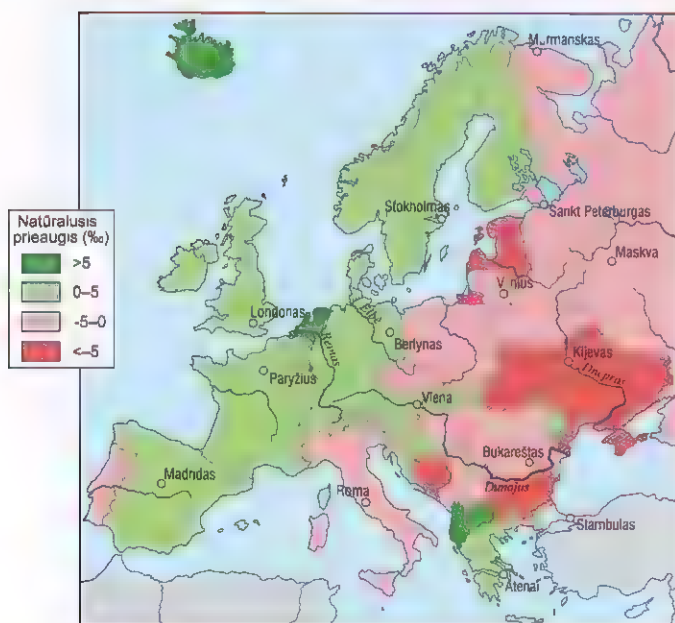 Murmanskas
Stokholmas
Sankt Peterburgas
Natūralusis
prieaugis (‰)
>5
0–5
-5–0
<–5
Maskva
Vilnius
Londonas
Elbė
Berlynas
Reinas
Kijevas
Dnepras
Paryžius
Viena
Bukareštas
Madridas
Dunojus
Roma
Stambulas
Atėnai